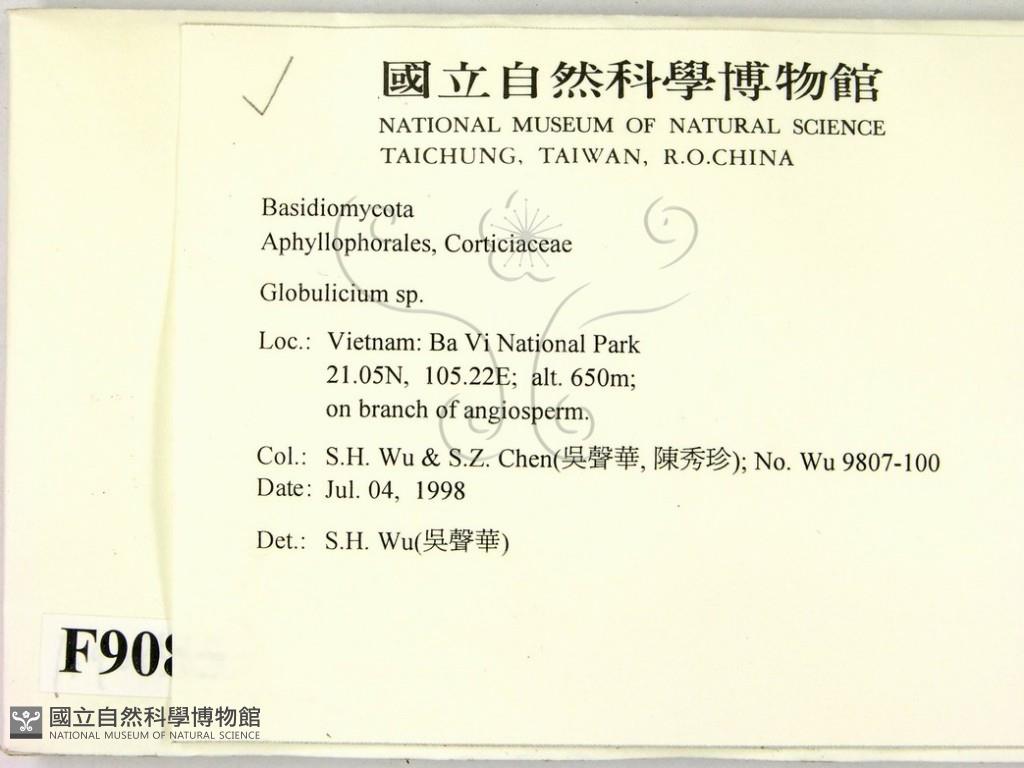 國立自然科學博物館
NATIONAL MUSEUM OF NATURAL SCIENCE
TAICHUNG, TAIWAN, R.O.CHINA
Basidiomycota
Aphyllophorales, Corticiaceae
Globulicium sp.
Loc.: Vietnam: Ba Vi National Park
21.05N, 105.22E; alt. 650m;
on branch of angiosperm.
Col.: S.H. Wu & S.Z. Chen(吳聲華, 陳秀珍); No. Wu 9807-100
Date: Jul. 04, 1998
Det.: S.H. Wu(吳聲華)
國立自然科學博物館
NATIONAL MUSEUM OF NATURAL SCIENCE